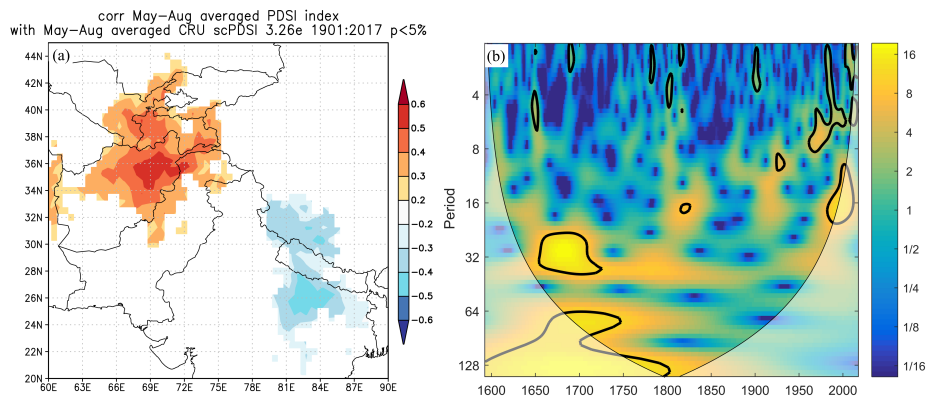 corr May-Aug averaged PDSI index
with May-Aug averaged CRU scPDSI 3.26e 1901:2017 p<5%
(a)
44N
42N
40N
38N
36N
34N
32N
30N
28N
26N
24N
22N
20N
60E 63E 66E 69E 72E 75E 78E 81E 84E 87E 90E
0.6
0.5
0.4
0.3
0.2
-0.2
-0.3
-0.4
-0.5
-0.6
(b)
Period
4
8
16
32
64
128
1600 1650 1700 1750 1800 1850 1900 1950 2000
16
8
4
2
1
1/2
1/4
1/8
1/16